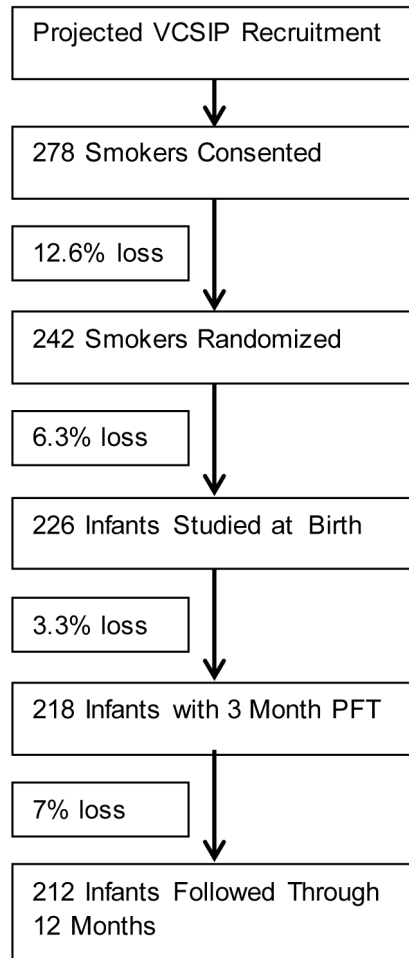 Projected VCSIP Recruitment
278 Smokers Consented
12.6% loss
242 Smokers Randomized
6.3% loss
226 Infants Studied at Birth
3.3% loss
218 Infants with 3 Month PFT
7% loss
212 Infants Followed Through
12 Months